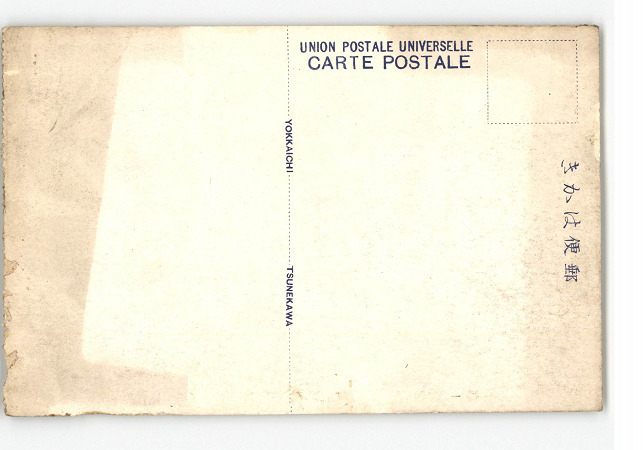 UNION POSTALE UNIVERSELLE
CARTE POSTALE
YOKKAICHI TSUNEKAWA
郵便はかき